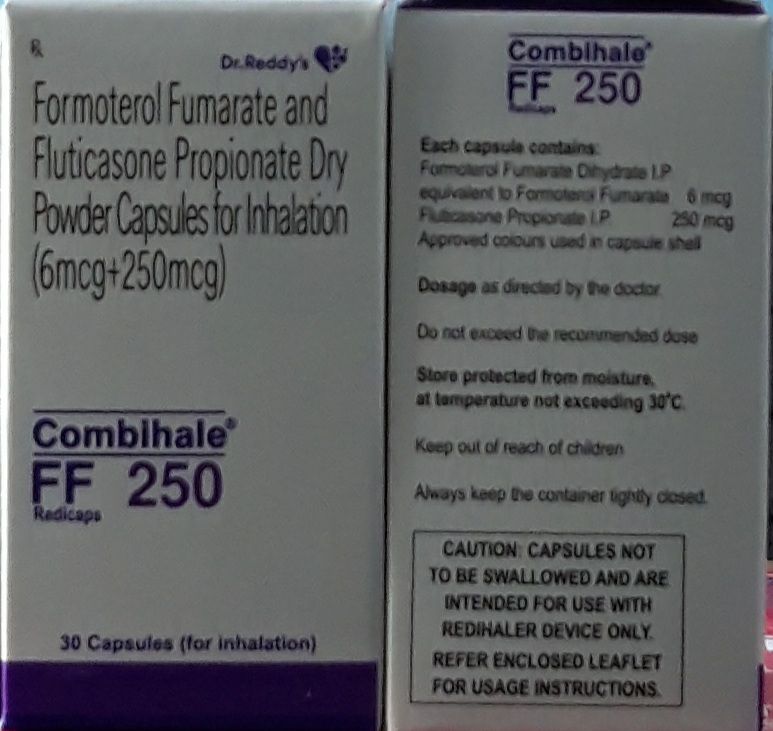 ℞
Dr.Reddy's
Formoterol Fumarate and
Fluticasone Propionate Dry
Powder Capsules for Inhalation
(6mcg+250mcg)
Combihale®
FF 250
Redicaps
30 Capsules (for inhalation)
Combihale®
FF 250
Redicaps
Each capsule contains:
Formoterol Fumarate Dihydrate I.P.
equivalent to Formoterol Fumarate 6 mcg
Fluticasone Propionate I.P. 250 mcg
Approved colours used in capsule shell
Dosage as directed by the doctor.
Do not exceed the recommended dose
Store protected from moisture,
at temperature not exceeding 30°C.
Keep out of reach of children
Always keep the container tightly closed.
CAUTION: CAPSULES NOT
TO BE SWALLOWED AND ARE
INTENDED FOR USE WITH
REDIHALER DEVICE ONLY.
REFER ENCLOSED LEAFLET
FOR USAGE INSTRUCTIONS.